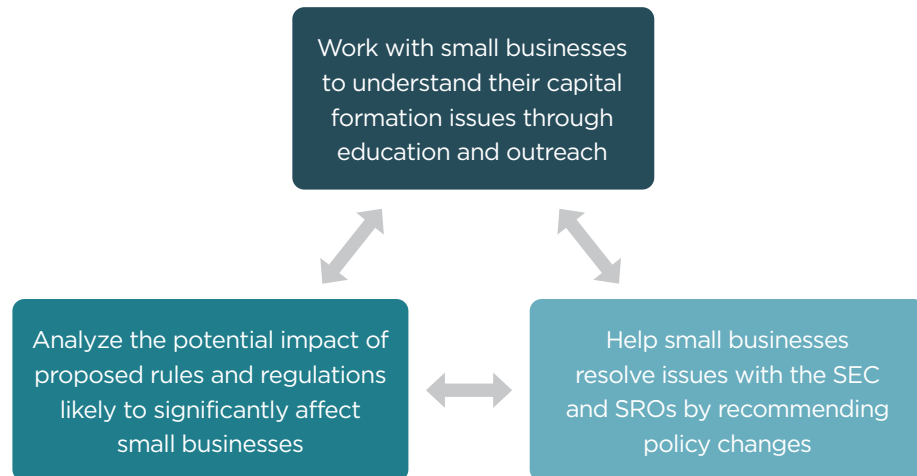 Work with small businesses
to understand their capital
formation issues through
education and outreach
Analyze the potential impact of
proposed rules and regulations
likely to significantly affect
small businesses
Help small businesses
resolve issues with the SEC
and SROs by recommending
policy changes